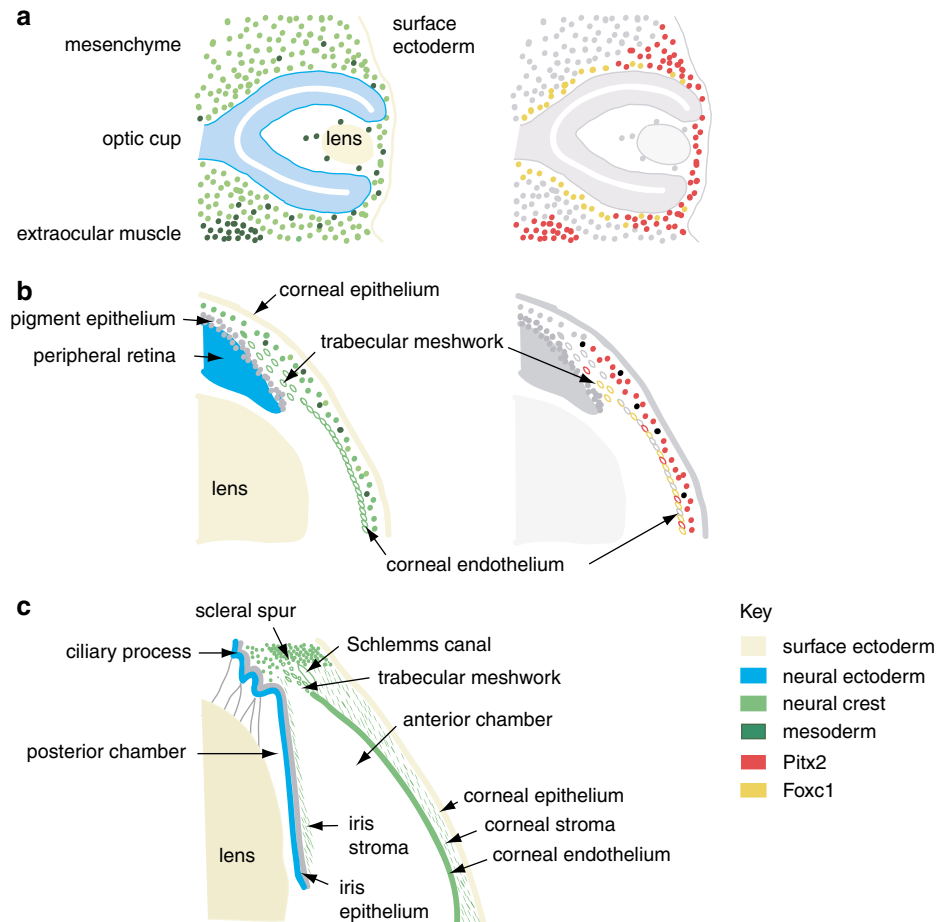 a
mesenchyme
surface
ectoderm
optic cup
lens
extraocular muscle
b
corneal epithelium
pigment epithelium
peripheral retina
trabecular meshwork
lens
corneal endothelium
c
scleral spur
ciliary process
Schlemms canal
trabecular meshwork
anterior chamber
posterior chamber
corneal epithelium
iris
stroma
corneal stroma
lens
corneal endothelium
iris
epithelium
Key
surface ectoderm
neural ectoderm
neural crest
mesoderm
Pitx2
Foxc1